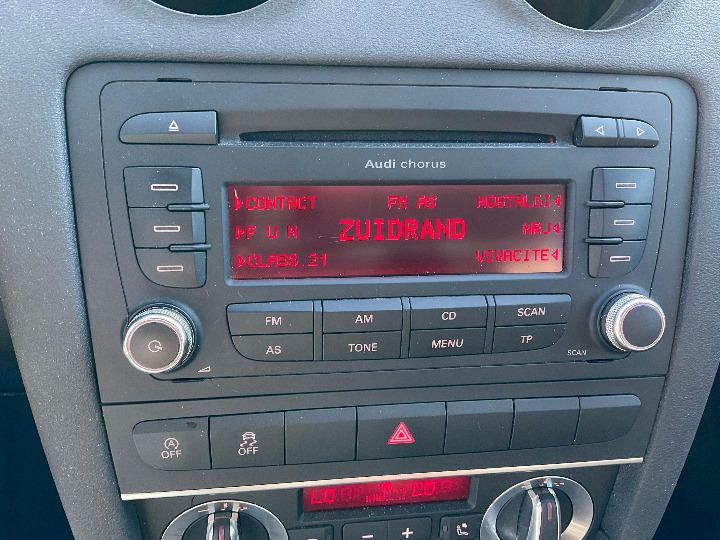 Audi chorus
CONTACT FM AS NOSTALGI
F U N ZUIDRAND MRJ
CLASS.21 VIVACITE
FM AM CD SCAN
AS TONE MENU TP
SCAN
A OFF OFF